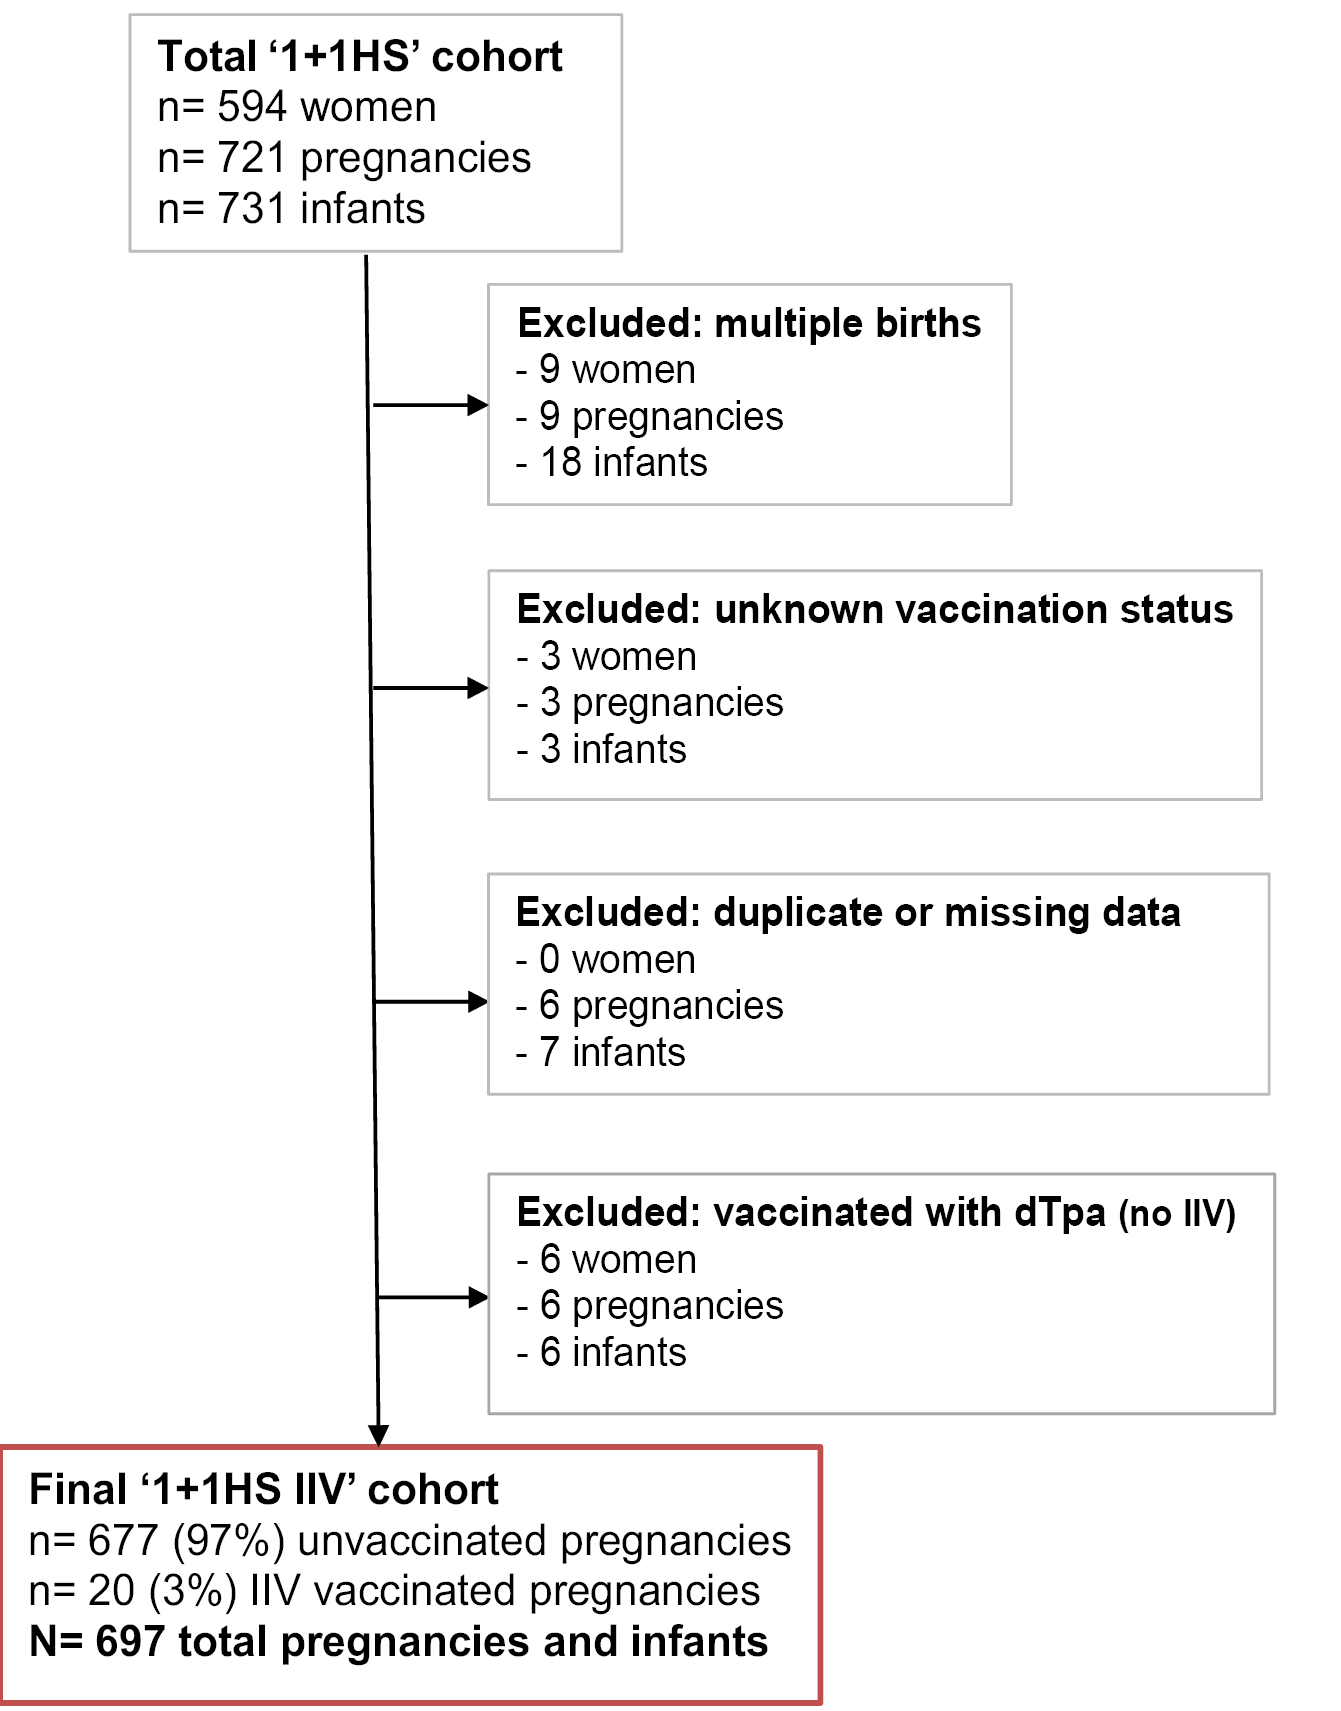 Total ‘1+1HS’ cohort
n= 594 women
n= 721 pregnancies
n= 731 infants
Excluded: multiple births
- 9 women
- 9 pregnancies
- 18 infants
Excluded: unknown vaccination status
- 3 women
- 3 pregnancies
- 3 infants
Excluded: duplicate or missing data
- 0 women
- 6 pregnancies
- 7 infants
Excluded: vaccinated with dTpa (no IIV)
- 6 women
- 6 pregnancies
- 6 infants
Final ‘1+1HS IIV’ cohort
n= 677 (97%) unvaccinated pregnancies
n= 20 (3%) IIV vaccinated pregnancies
N= 697 total pregnancies and infants